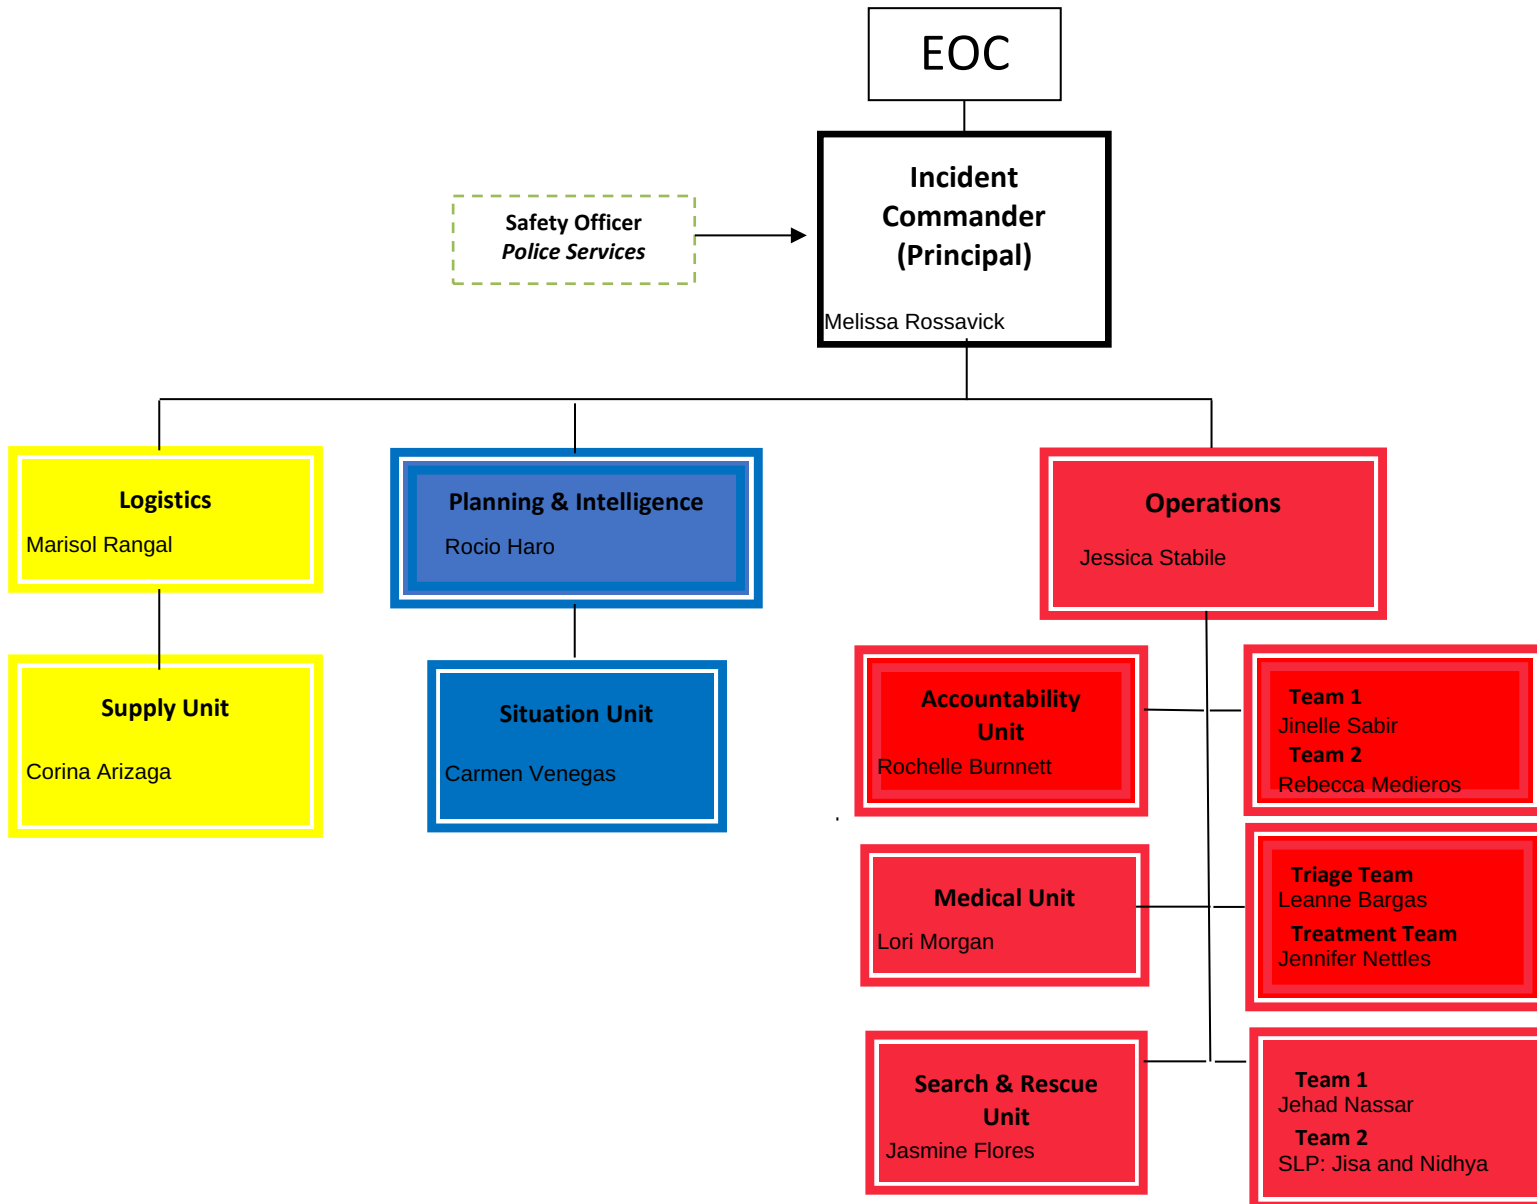 EOC
Incident
Commander
(Principal)
Melissa Rossavick
Safety Officer
Police Services
Logistics
Marisol Rangal
Planning & Intelligence
Rocio Haro
Operations
Jessica Stabile
Supply Unit
Corina Arizaga
Situation Unit
Carmen Venegas
Accountability
Unit
Rochelle Burnnett
Team 1
Jinelle Sabir
Team 2
Rebecca Medieros
Medical Unit
Lori Morgan
Triage Team
Leanne Bargas
Treatment Team
Jennifer Nettles
Search & Rescue
Unit
Jasmine Flores
Team 1
Jehad Nassar
Team 2
SLP: Jisa and Nidhya